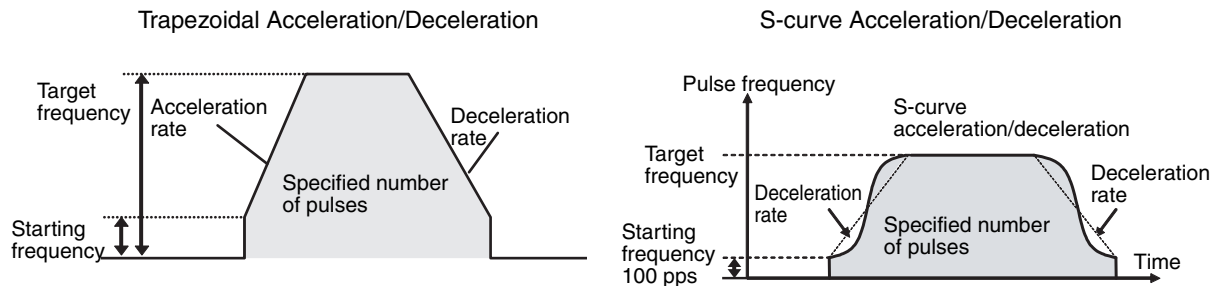 Trapezoidal Acceleration/Deceleration
Target
frequency
Acceleration
rate
Deceleration
rate
Specified number
of pulses
Starting
frequency
S-curve Acceleration/Deceleration
Pulse frequency
S-curve
acceleration/deceleration
Target
frequency
Deceleration
rate
Deceleration
rate
Specified number
of pulses
Starting
frequency
100 pps
Time